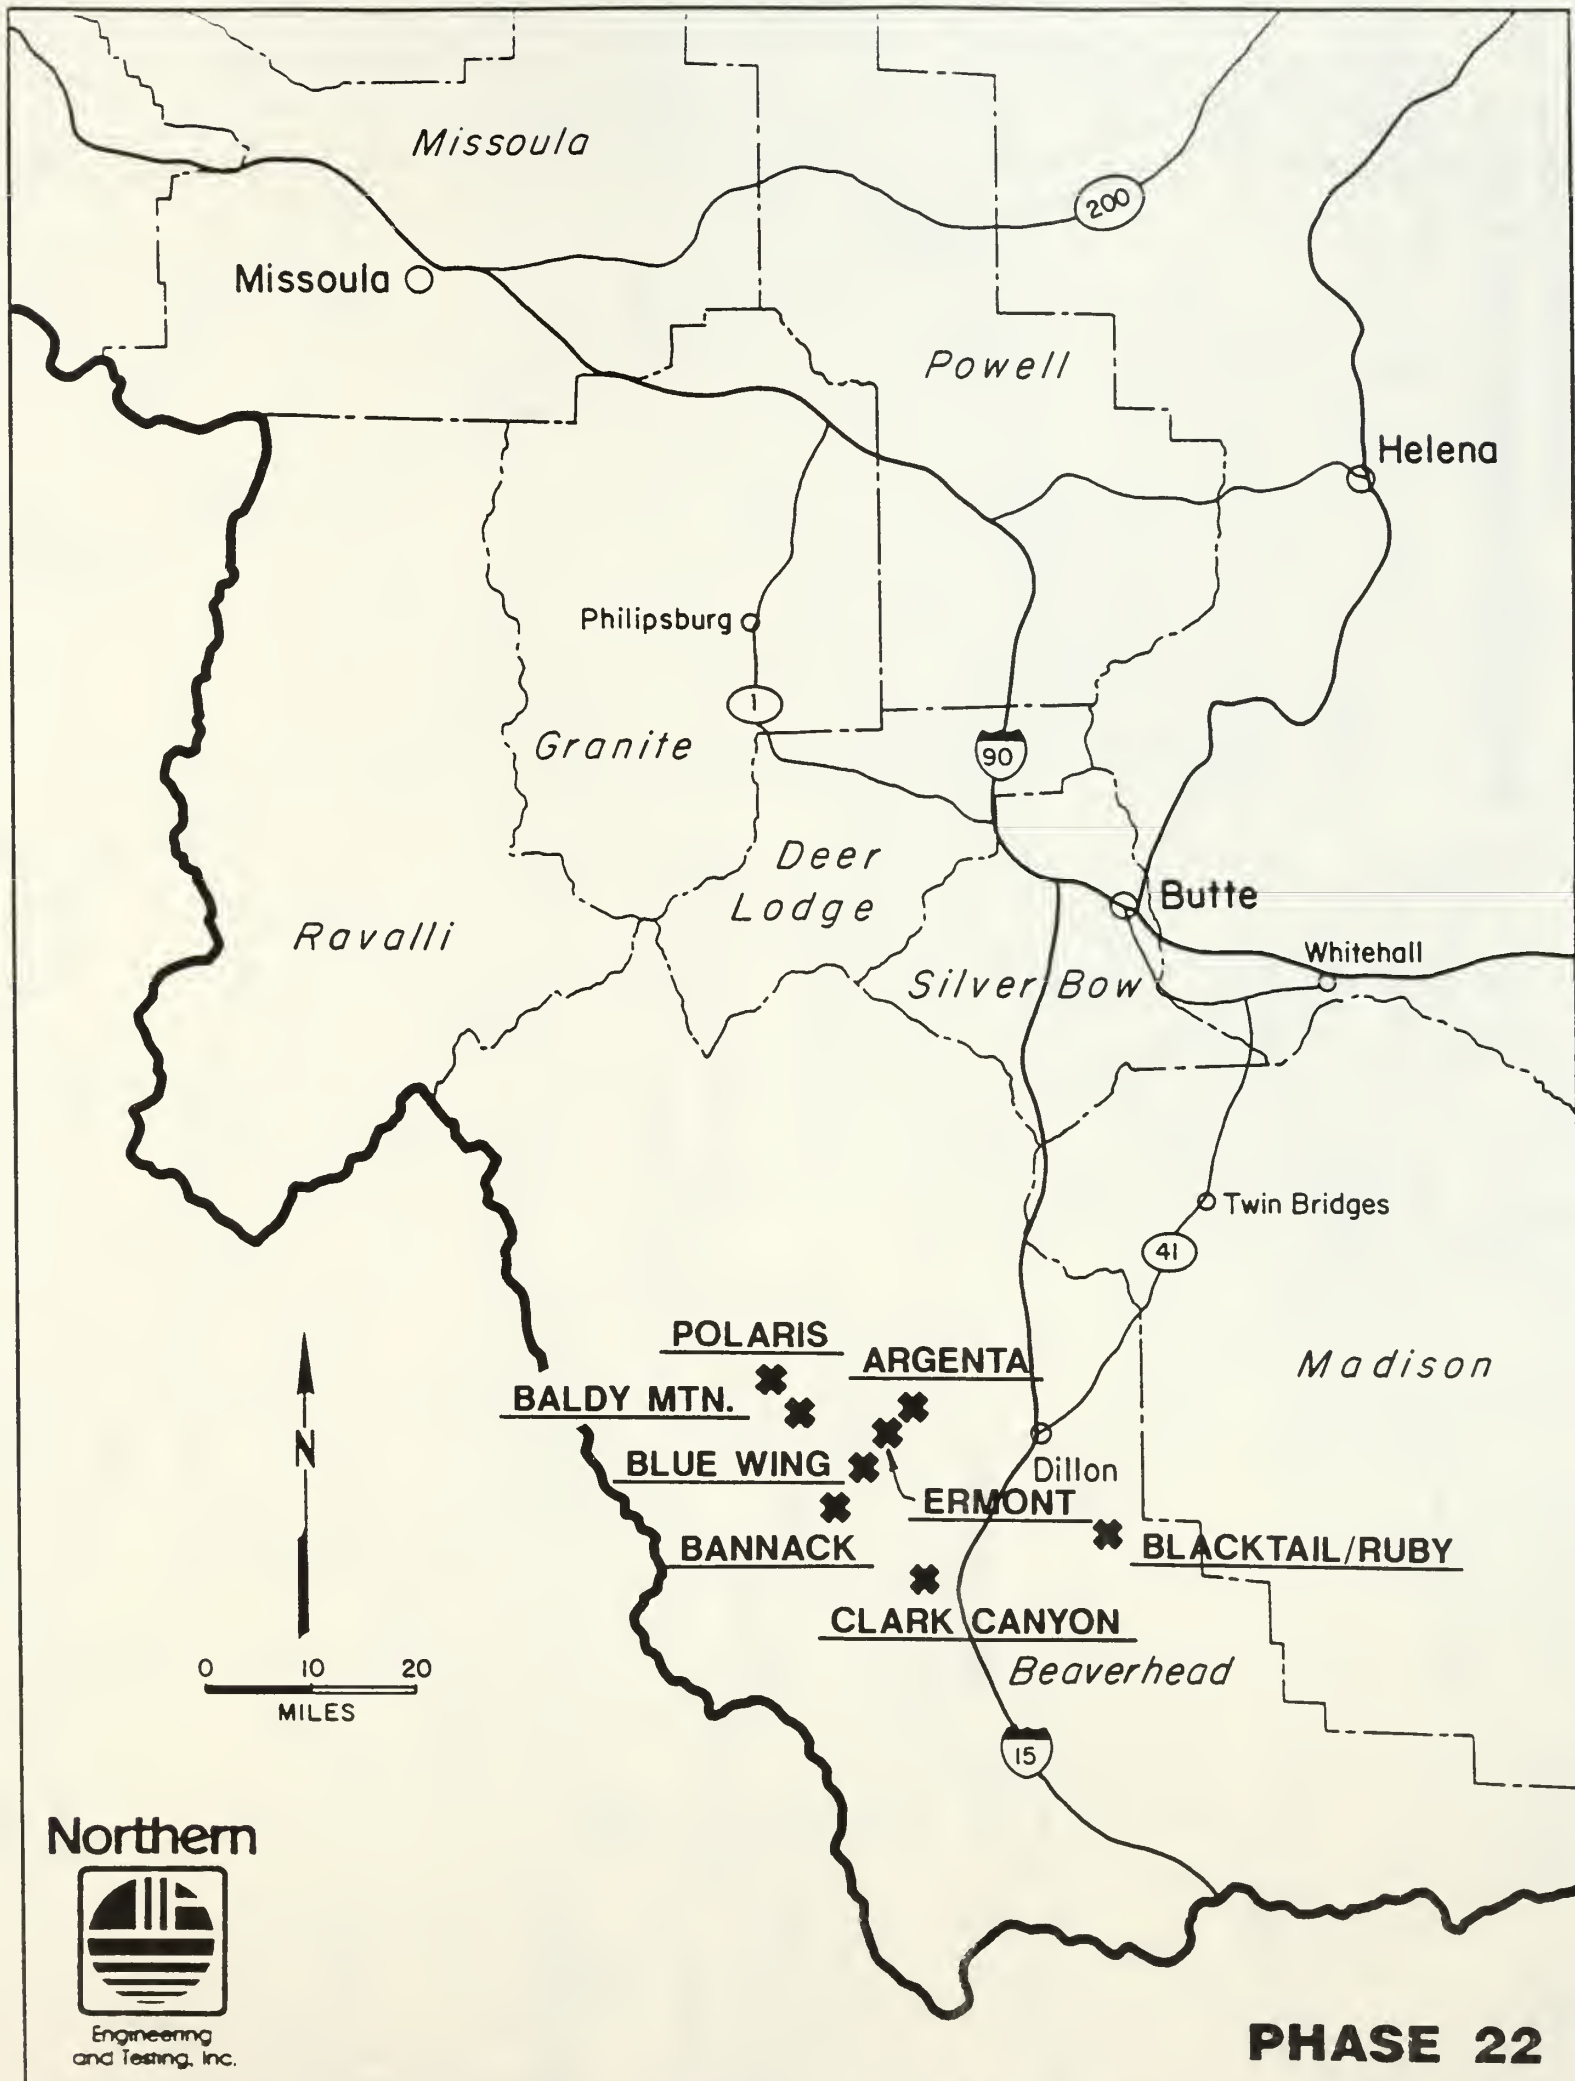 Missoula
200
Missoula
Powell
Helena
Philipsburg
1
Granite
90
Deer
Lodge
Butte
Ravalli
Whitehall
Silver Bow
Twin Bridges
41
POLARIS
ARGENTA
Madison
BALDY MTN.
N
BLUE WING
Dillon
ERMONT
BANNACK
BLACKTAIL/RUBY
CLARK CANYON
Beaverhead
0 10 20
MILES
15
Northern
Engineering
and Testing, Inc.
PHASE 22